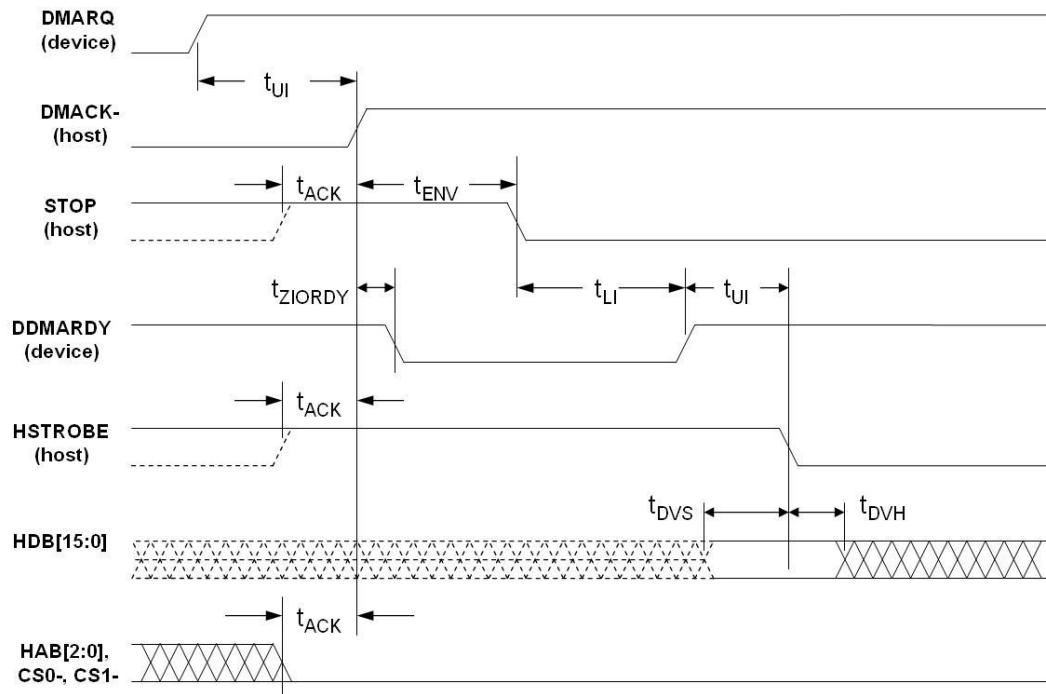 DMARQ
(device)
tUI
DMACK-
(host)
tACK
tENV
STOP
(host)
tZIORDY
tLI
tUI
DDMARDY
(device)
tACK
HSTROBE
(host)
tDVS
tDVH
HDB[15:0]
tACK
HAB[2:0],
CS0-, CS1-